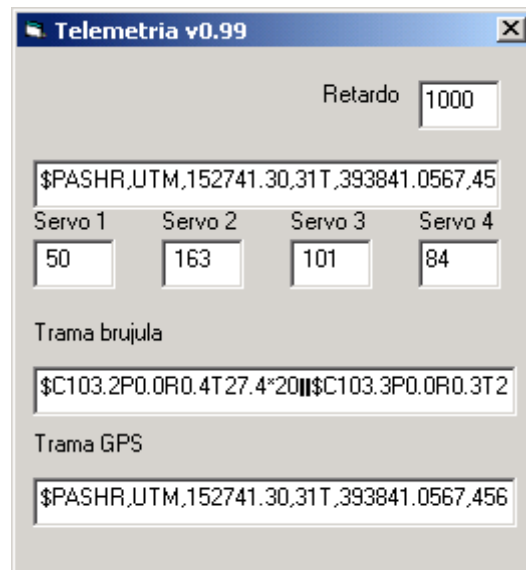 Telemetria v0.99
Retardo 1000
$PASHR,UTM,152741.30,31T,393841.0567,45
Servo 1 Servo 2 Servo 3 Servo 4
50 163 101 84
Trama brujula
$C103.2P0.0R0.4T27.4*20||$C103.3P0.0R0.3T2
Trama GPS
$PASHR,UTM,152741.30,31T,393841.0567,456